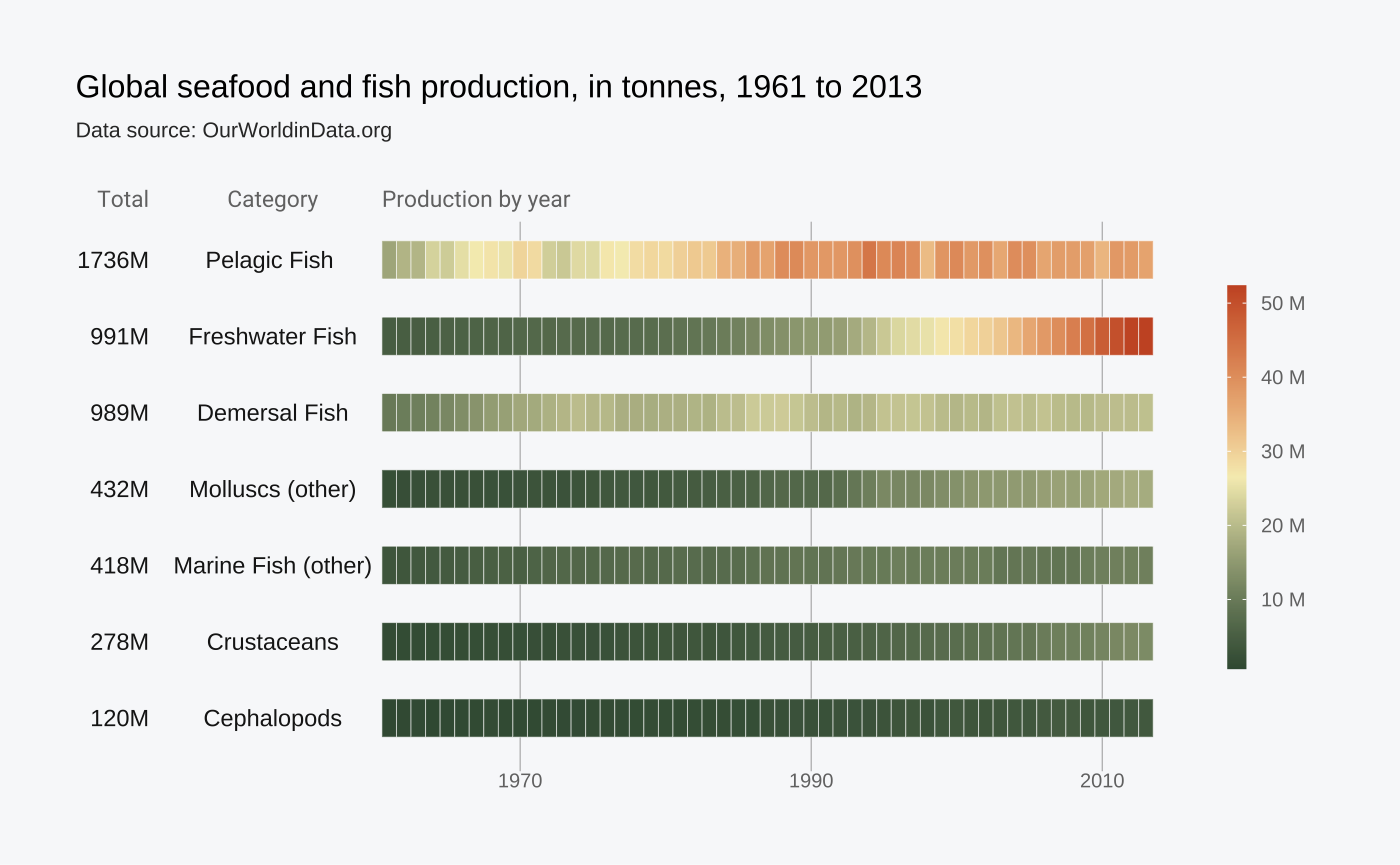 Global seafood and fish production, in tonnes, 1961 to 2013
Data source: OurWorldinData.org
Total Category Production by year
1736M Pelagic Fish
991M Freshwater Fish
989M Demersal Fish
432M Molluscs (other)
418M Marine Fish (other)
278M Crustaceans
120M Cephalopods
1970 1990 2010
50 M
40 M
30 M
20 M
10 M